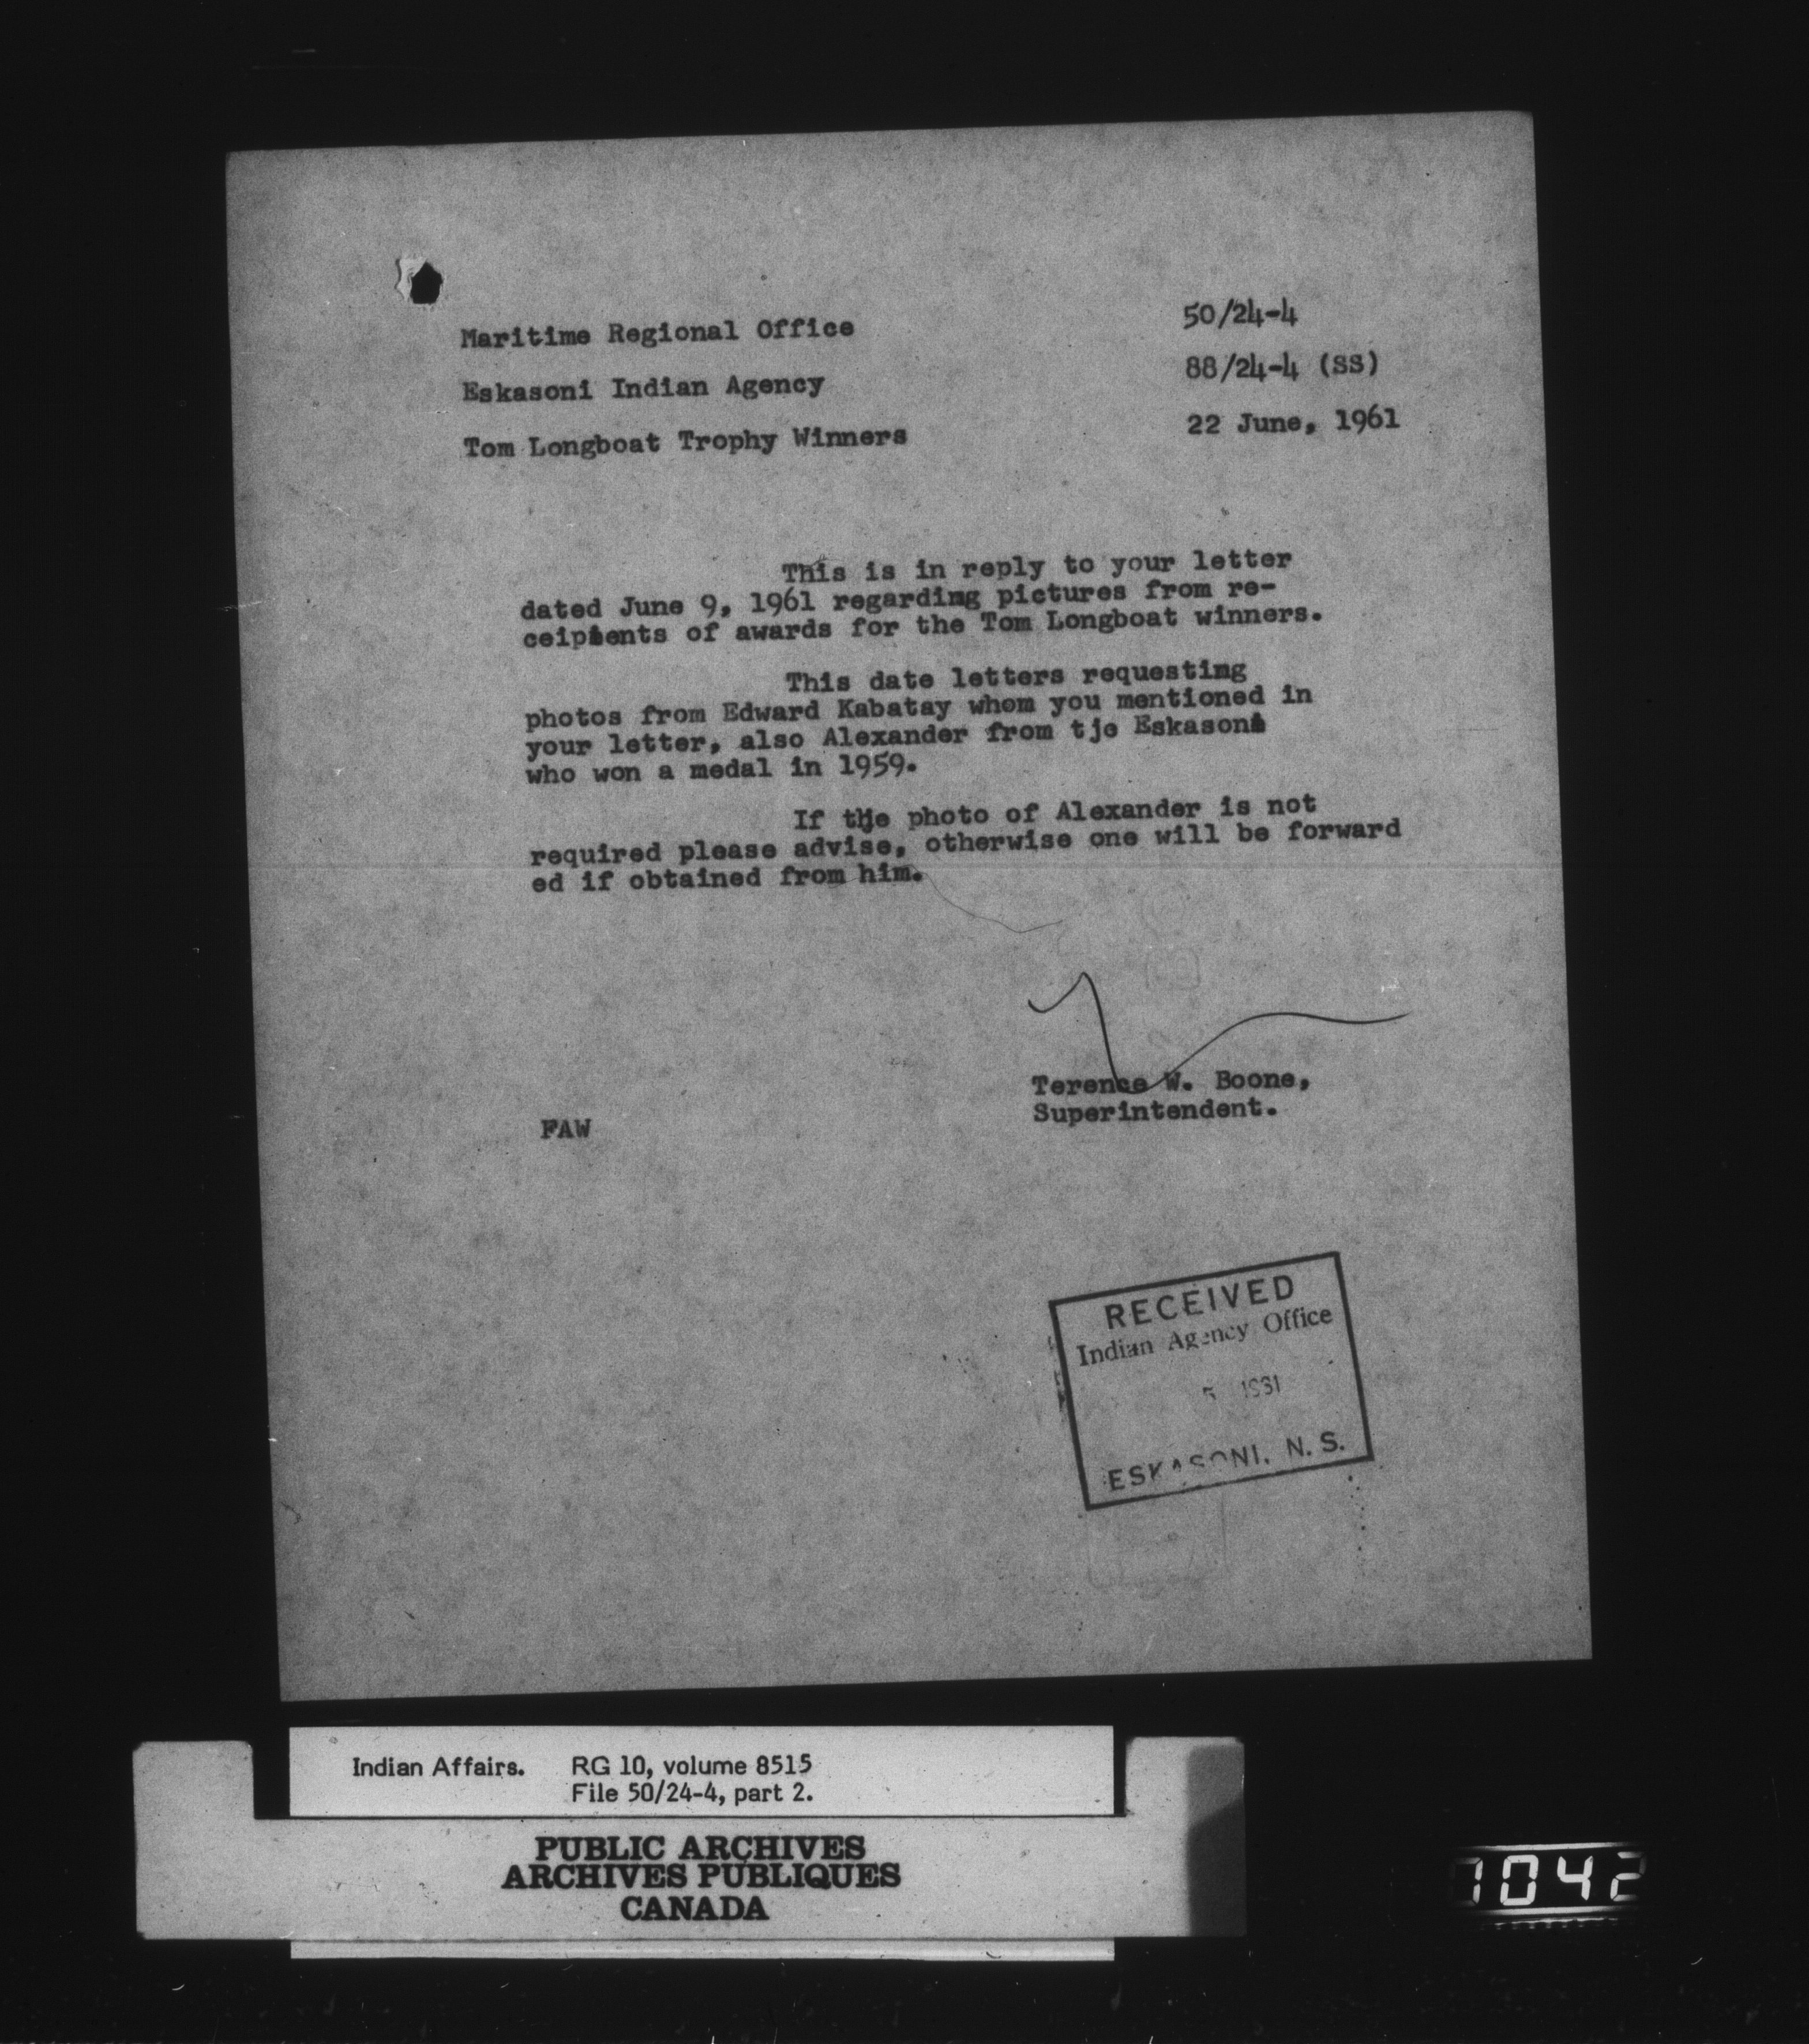 Maritime Regional Office
50/24-4
Eskasoni Indian Agency
88/24-4 (SS)
Tom Longboat Trophy Winners
22 June, 1961
This is in reply to your letter
dated June 9, 1961 regarding pictures from re-
ceipients of awards for the Tom Longboat winners.
This date letters requesting
photos from Edward Kabatay whom you mentioned in
your letter, also Alexander from tje Eskasoni
who won a medal in 1959.
If the photo of Alexander is not
required please advise, otherwise one will be forward
ed if obtained from him.
Terence W. Boone,
Superintendent.
FAW
RECEIVED
Indian Agency Office
5
ESKASONI, N. S.
Indian Affairs. RG 10, volume 8515
File 50/24-4, part 2.
PUBLIC ARCHIVES
ARCHIVES PUBLIQUES
CANADA
1042